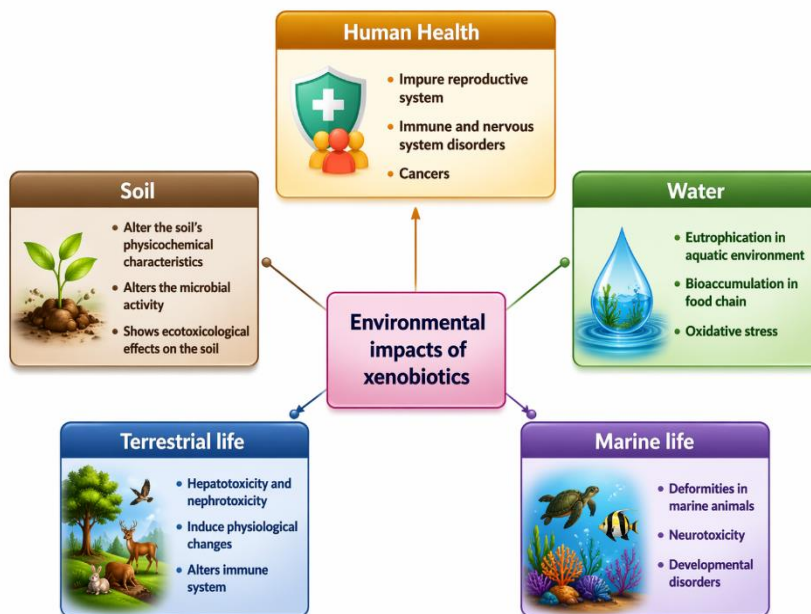 Human Health
• Impure reproductive
system
• Immune and nervous
system disorders
• Cancers
Soil
• Alter the soil's
physicochemical
characteristics
• Alters the microbial
activity
• Shows ecotoxicological
effects on the soil
Water
• Eutrophication in
aquatic environment
• Bioaccumulation in
food chain
• Oxidative stress
Environmental
impacts of
xenobiotics
Terrestrial life
• Hepatotoxicity and
nephrotoxicity
• Induce physiological
changes
• Alters immune
system
Marine life
• Deformities in
marine animals
• Neurotoxicity
• Developmental
disorders